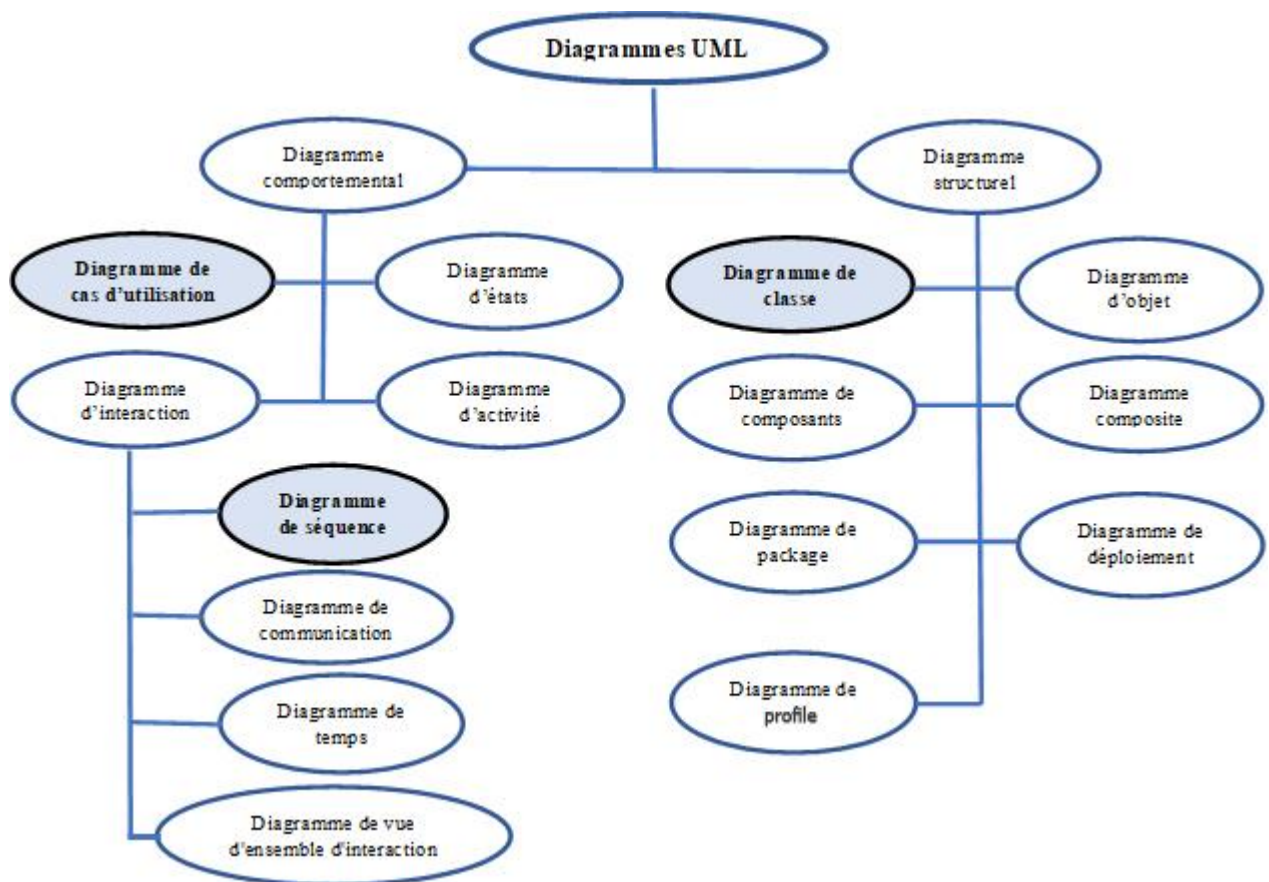 Diagrammes UML
Diagramme
comportemental
Diagramme
structurel
Diagramme de
cas d'utilisation
Diagramme
d'états
Diagramme de
classe
Diagramme
d'objet
Diagramme
d'interaction
Diagramme
d'activité
Diagramme de
composants
Diagramme
composite
Diagramme
de séquence
Diagramme de
package
Diagramme de
déploiement
Diagramme de
communication
Diagramme de
temps
Diagramme de
profile
Diagramme de vue
d'ensemble d'interaction